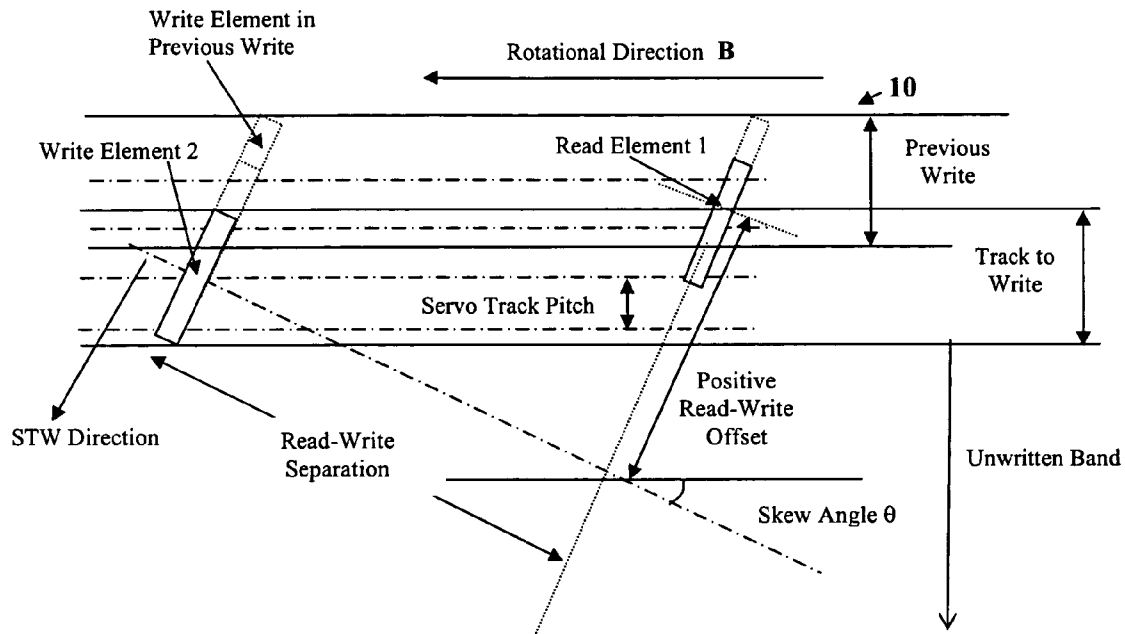 Write Element in
Previous Write
Rotational Direction B
10
Write Element 2
Read Element 1
Previous
Write
Track to
Write
Servo Track Pitch
Positive
Read-Write
Offset
STW Direction
Read-Write
Separation
Unwritten Band
Skew Angle θ